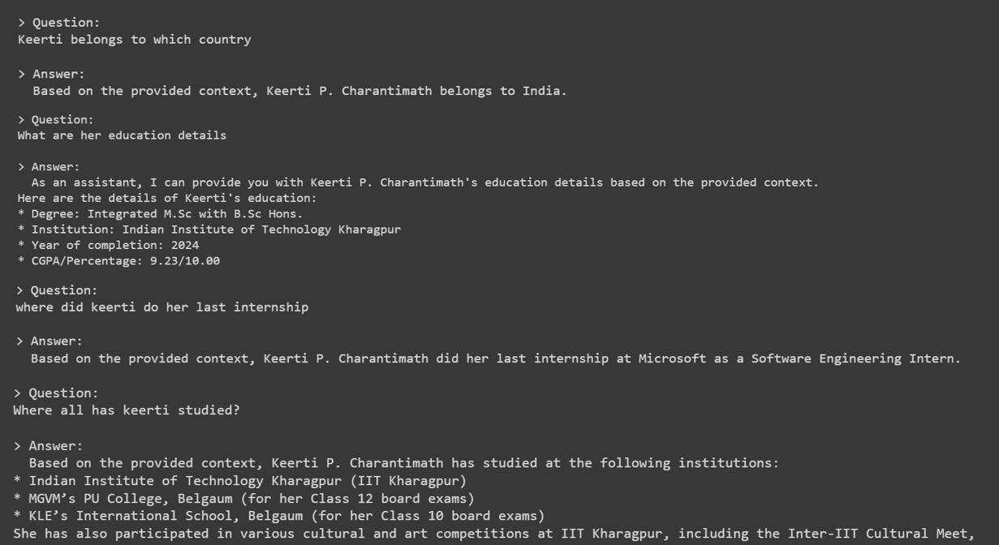 > Question:
Keerti belongs to which country
> Answer:
Based on the provided context, Keerti P. Charantimath belongs to India.
> Question:
What are her education details
> Answer:
As an assistant, I can provide you with Keerti P. Charantimath's education details based on the provided context.
Here are the details of Keerti's education:
* Degree: Integrated M.Sc with B.Sc Hons.
* Institution: Indian Institute of Technology Kharagpur
* Year of completion: 2024
* CGPA/Percentage: 9.23/10.00
> Question:
where did keerti do her last internship
> Answer:
Based on the provided context, Keerti P. Charantimath did her last internship at Microsoft as a Software Engineering Intern.
> Question:
Where all has keerti studied?
> Answer:
Based on the provided context, Keerti P. Charantimath has studied at the following institutions:
* Indian Institute of Technology Kharagpur (IIT Kharagpur)
* MGVM’s PU College, Belgaum (for her Class 12 board exams)
* KLE’s International School, Belgaum (for her Class 10 board exams)
She has also participated in various cultural and art competitions at IIT Kharagpur, including the Inter-IIT Cultural Meet,